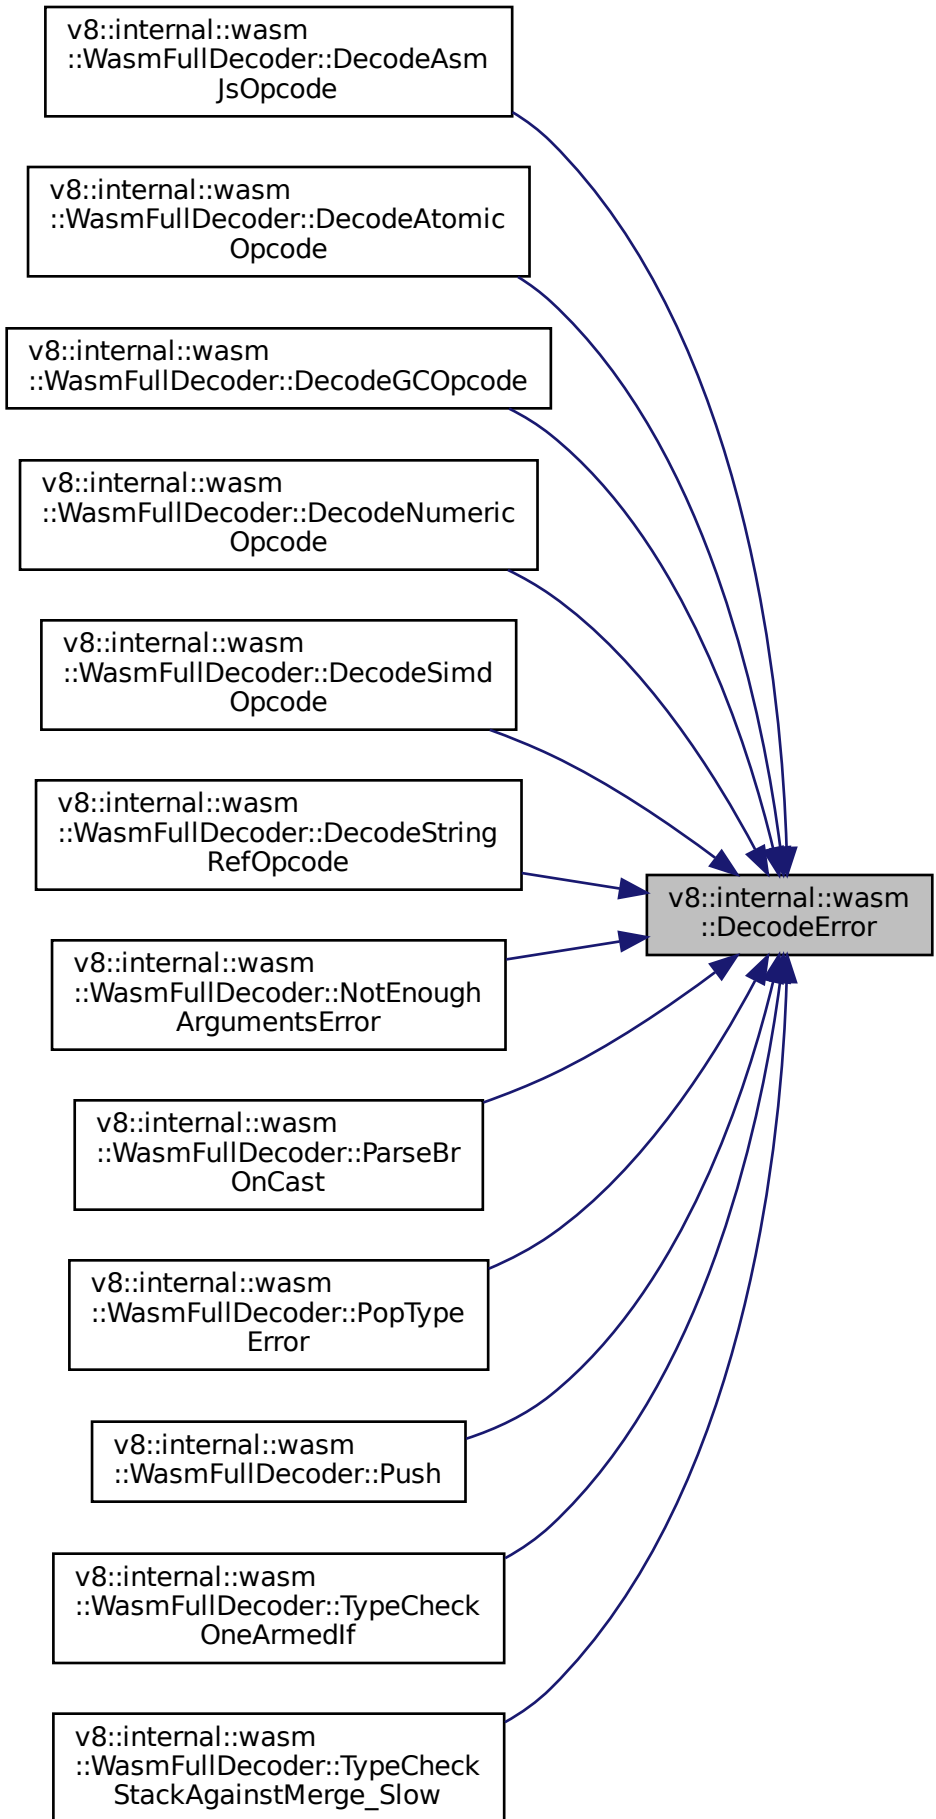 v8::internal::wasm
::WasmFullDecoder::DecodeAsm
JsOpcode
v8::internal::wasm
::WasmFullDecoder::DecodeAtomic
Opcode
v8::internal::wasm
::WasmFullDecoder::DecodeGCOpcode
v8::internal::wasm
::WasmFullDecoder::DecodeNumeric
Opcode
v8::internal::wasm
::WasmFullDecoder::DecodeSimd
Opcode
v8::internal::wasm
::WasmFullDecoder::DecodeString
RefOpcode
v8::internal::wasm
::DecodeError
v8::internal::wasm
::WasmFullDecoder::NotEnough
ArgumentsError
v8::internal::wasm
::WasmFullDecoder::ParseBr
OnCast
v8::internal::wasm
::WasmFullDecoder::PopType
Error
v8::internal::wasm
::WasmFullDecoder::Push
v8::internal::wasm
::WasmFullDecoder::TypeCheck
OneArmedIf
v8::internal::wasm
::WasmFullDecoder::TypeCheck
StackAgainstMerge_Slow